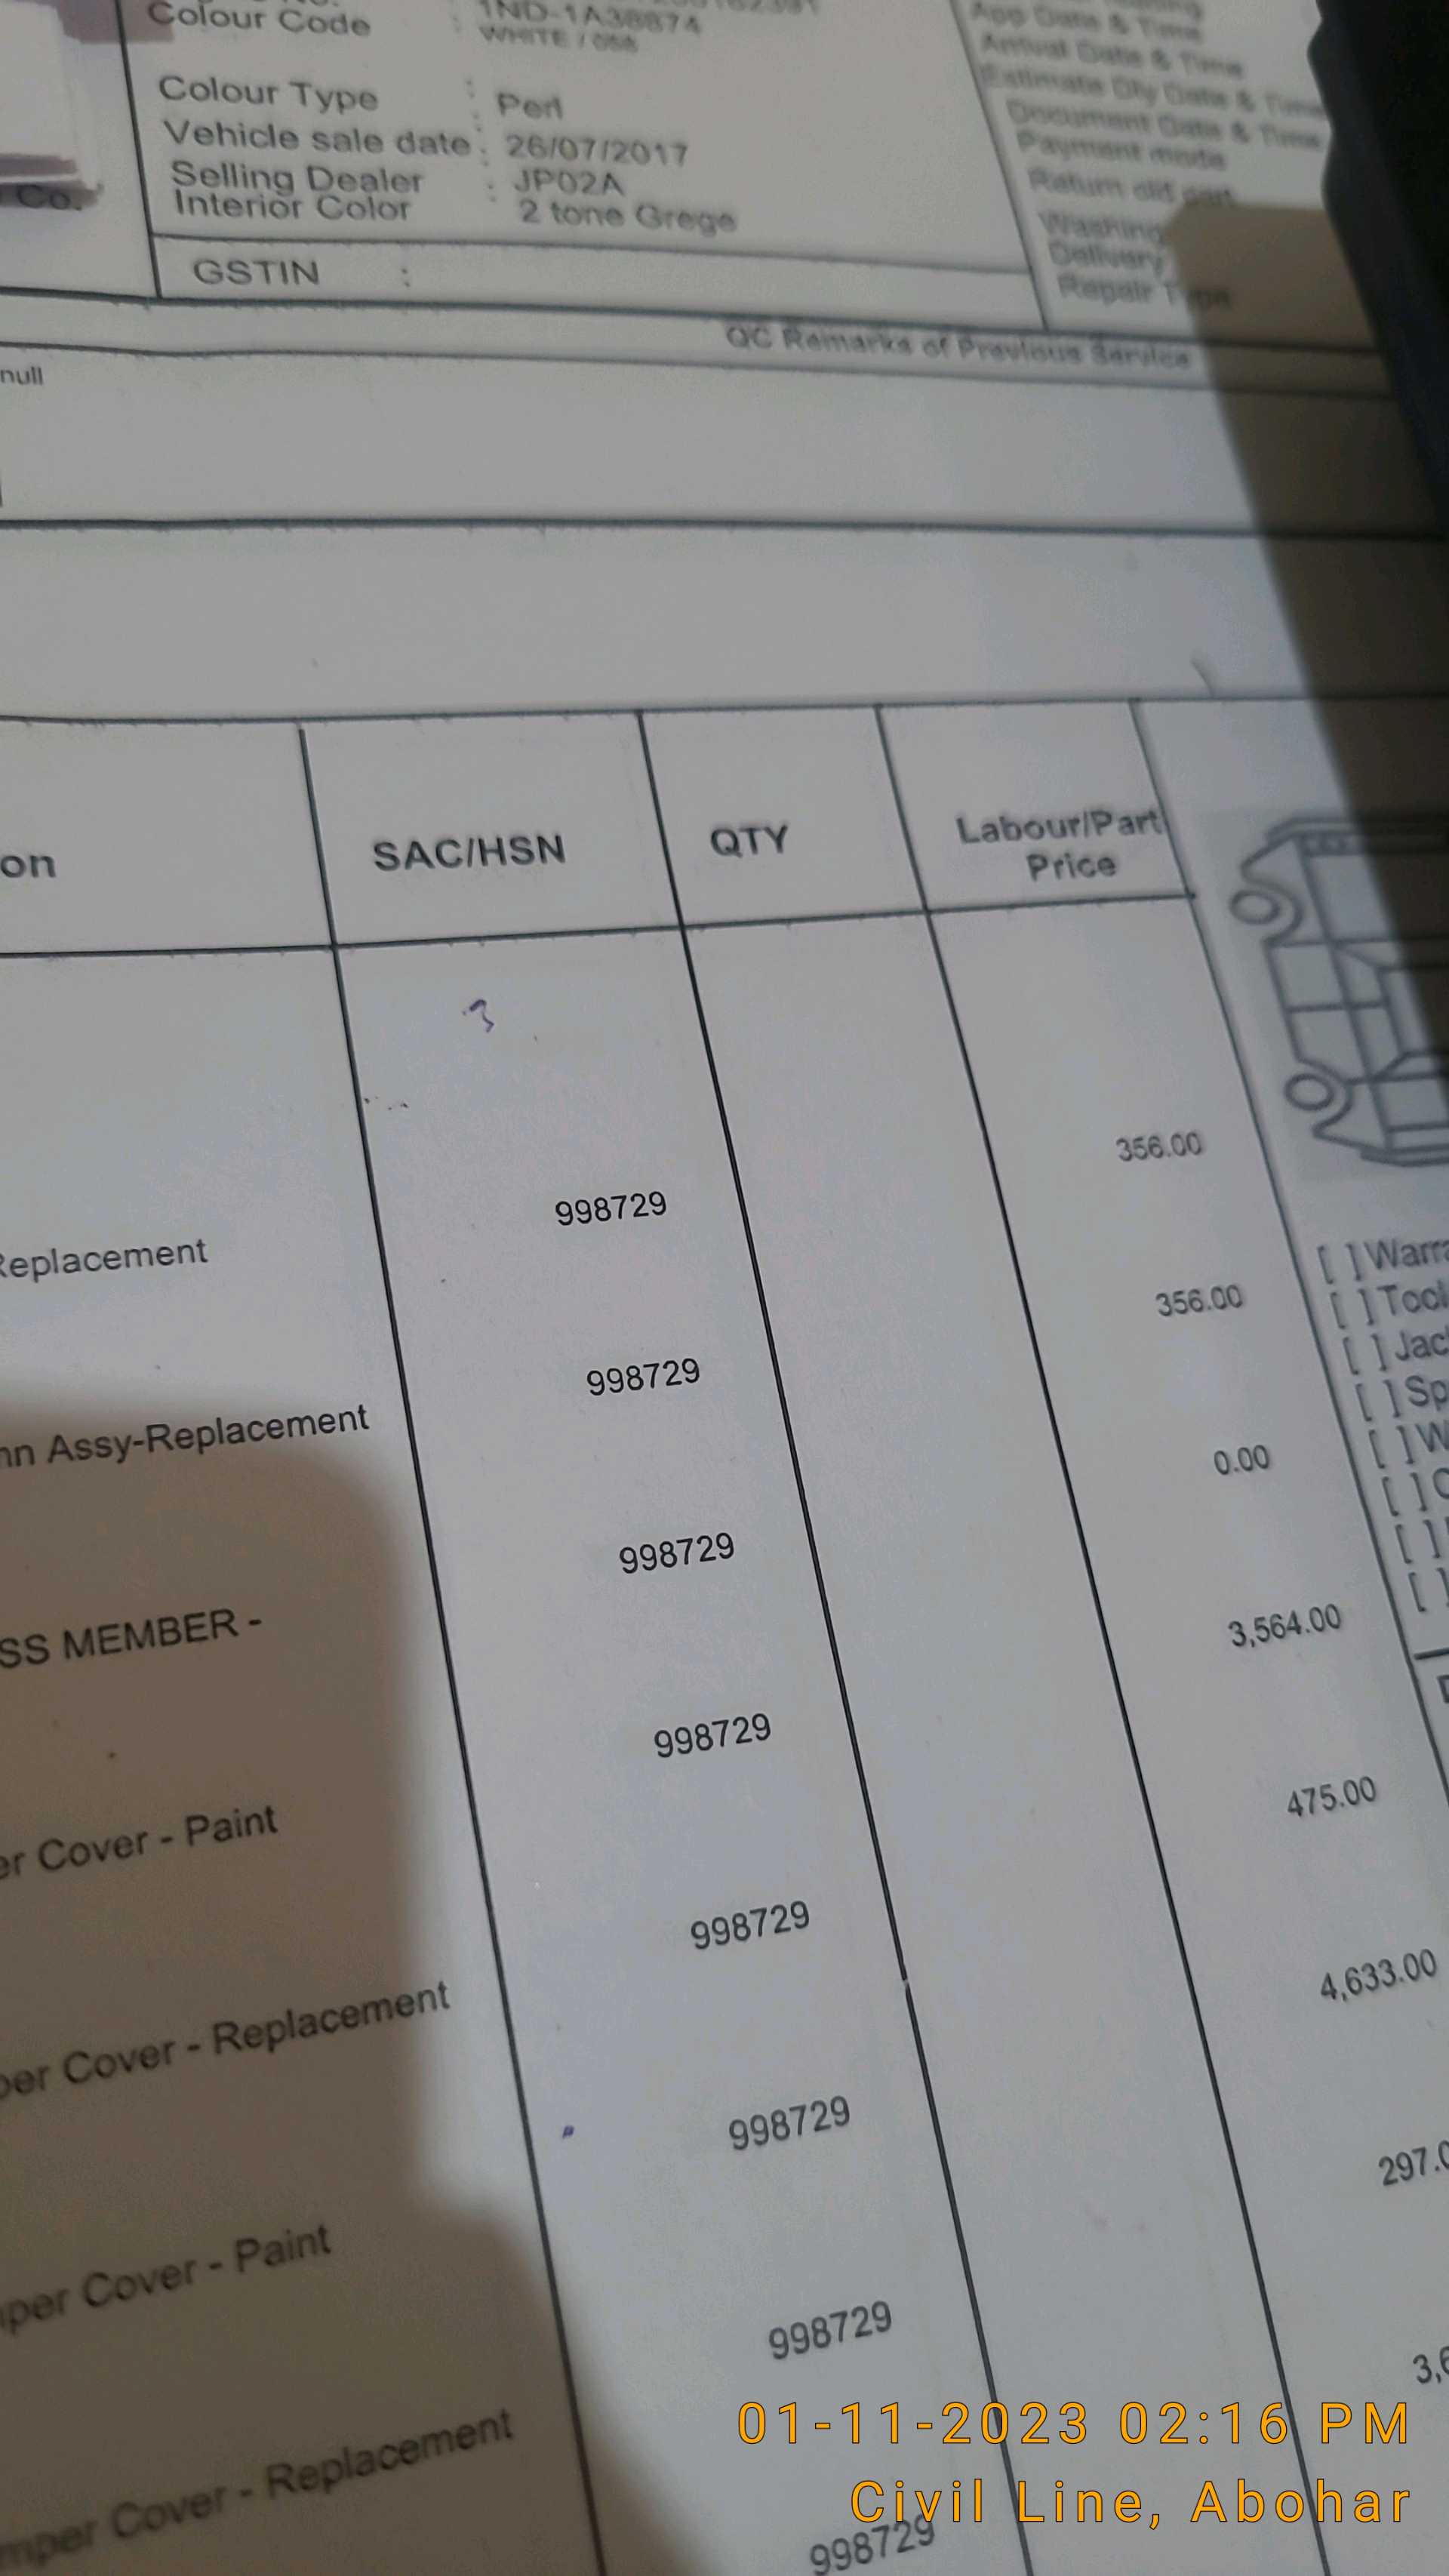 1ND-1A38874
Colour Code : WHITE / 068
Colour Type : Perl
Vehicle sale date : 26/07/2017
Selling Dealer : JP02A
Interior Color : 2 tone Grege
GSTIN :
App Date & Time
Arrival Date & Time
Estimate Dly Date & Time
Document Date & Time
Payment mode
Return old part
Washing
Delivery
Repair Type
Co.
QC Remarks of Previous Service
null
on SAC/HSN QTY Labour/Part
Price
3
998729 356.00
Replacement
998729 356.00
Assy-Replacement
998729 0.00
SS MEMBER -
998729 3,564.00
er Cover - Paint
998729 475.00
per Cover - Replacement
998729 4,633.00
per Cover - Paint
998729 297.0
mper Cover - Replacement
998729 3,6
[ ] Warra
[ ] Tool
[ ] Jac
[ ] Sp
[ ] W
[ ]
[ ]
[ ]
01-11-2023 02:16 PM
Civil Line, Abohar